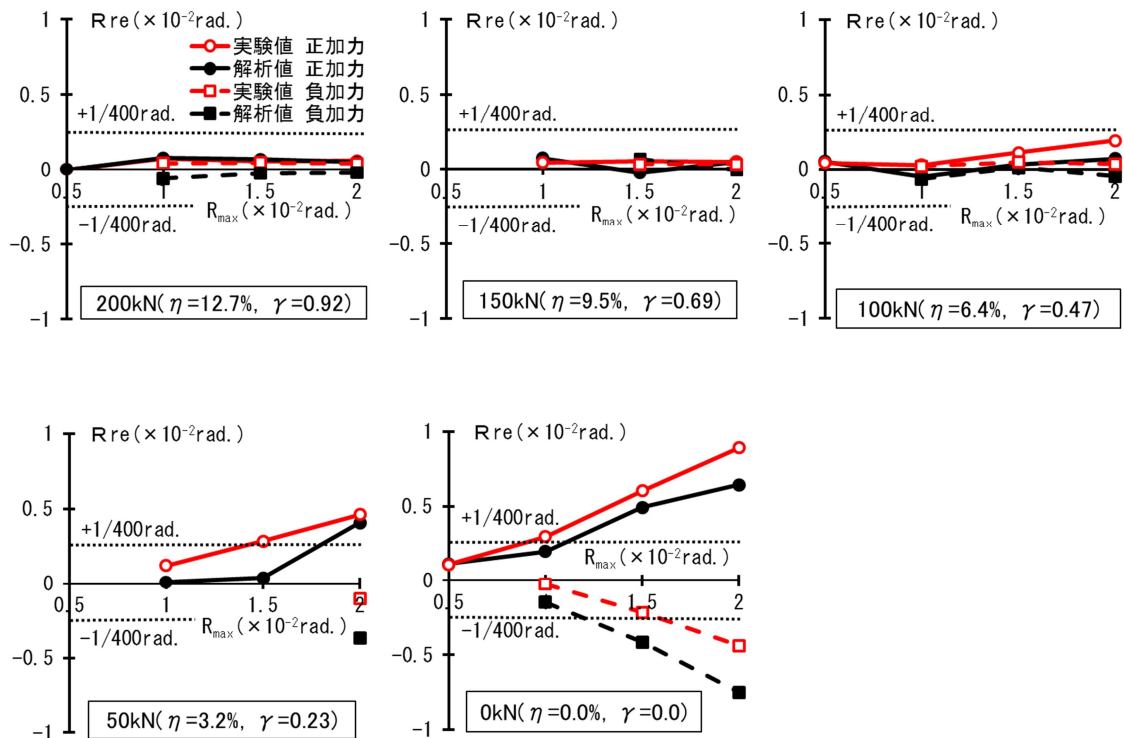 Rre(×10⁻²rad.)
1
実験値 正加力
解析値 正加力
実験値 負加力
解析値 負加力
0.5
+1/400rad.
0
0.5 1 1.5 2
Rmax(×10⁻²rad.)
−1/400rad.
-0.5
200kN(η=12.7%, γ=0.92)
-1
Rre(×10⁻²rad.)
1
0.5
+1/400rad.
0
0.5 1 1.5 2
Rmax(×10⁻²rad.)
−1/400rad.
-0.5
150kN(η=9.5%, γ=0.69)
-1
Rre(×10⁻²rad.)
1
0.5
+1/400rad.
0
0.5 1 1.5 2
Rmax(×10⁻²rad.)
−1/400rad.
-0.5
100kN(η=6.4%, γ=0.47)
-1
Rre(×10⁻²rad.)
1
0.5
+1/400rad.
0
0.5 1 1.5 2
Rmax(×10⁻²rad.)
−1/400rad.
-0.5
50kN(η=3.2%, γ=0.23)
-1
Rre(×10⁻²rad.)
1
0.5
+1/400rad.
Rmax(×10⁻²rad.)
0
0.5 1 1.5 2
−1/400rad.
-0.5
0kN(η=0.0%, γ=0.0)
-1